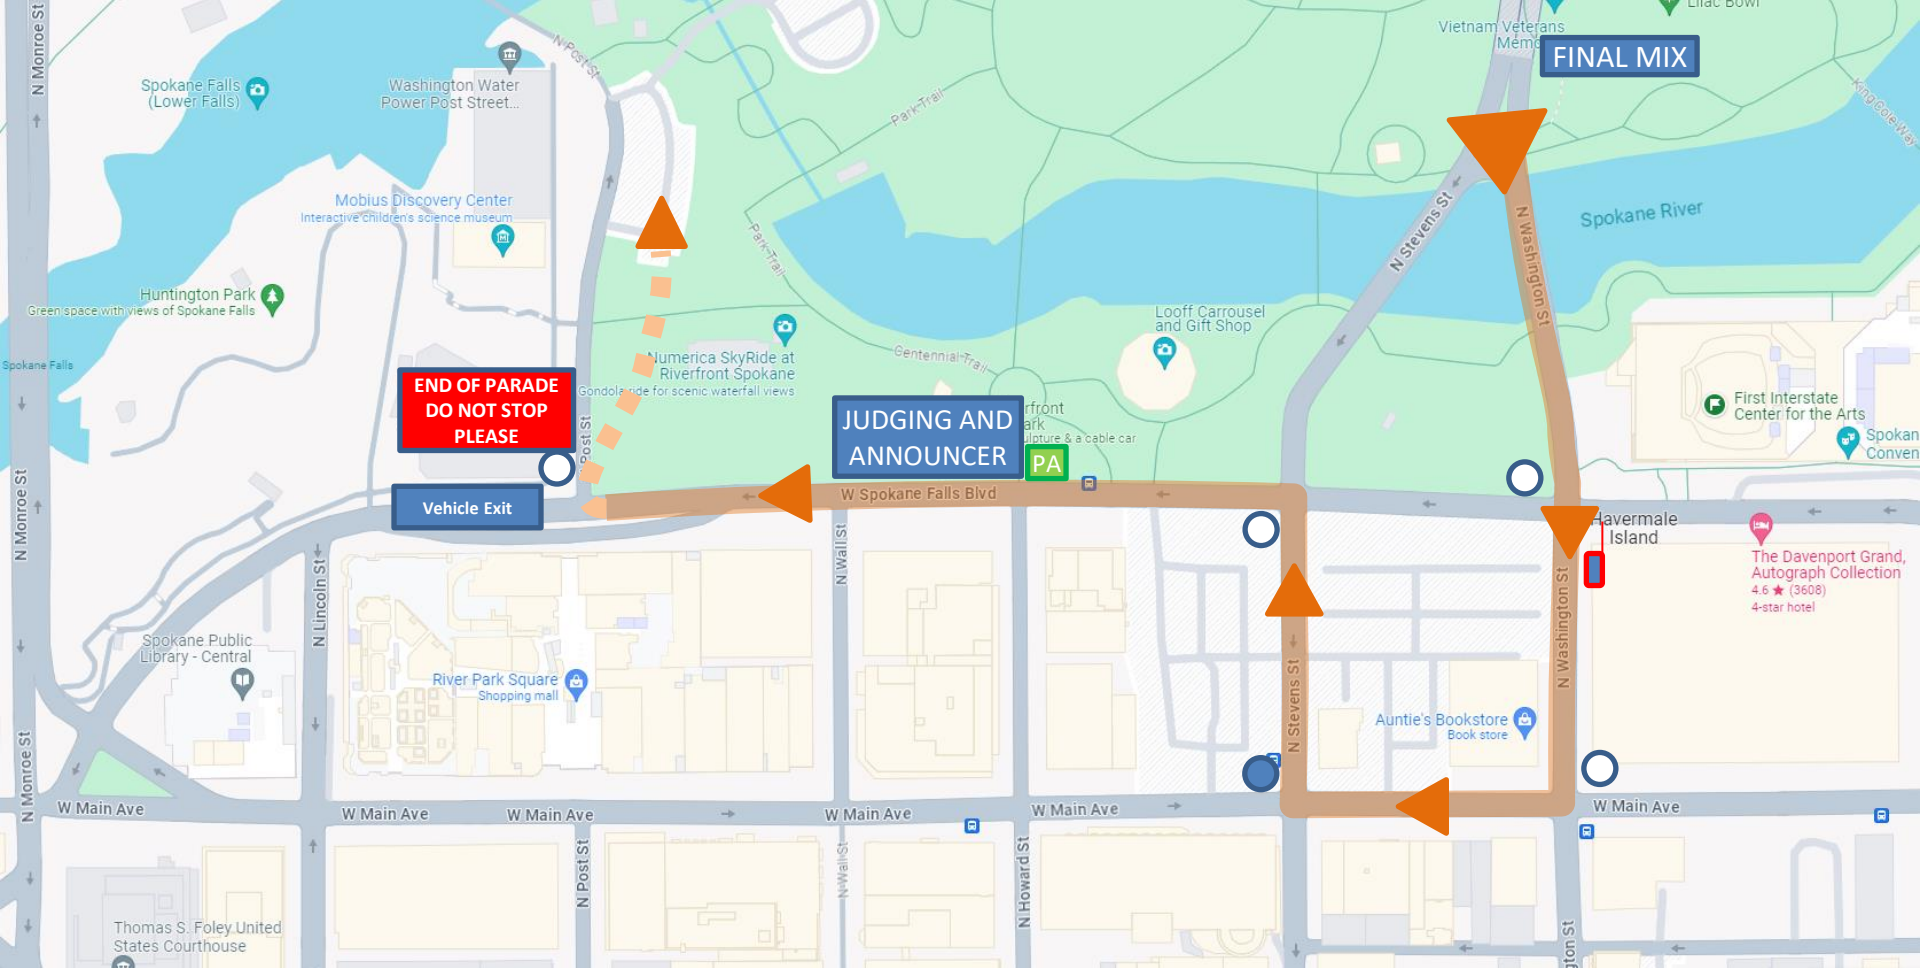 N Monroe St
Spokane Falls
(Lower Falls)
Washington Water
Power Post Street...
N Post St
Park Trail
Vietnam Veterans
Memo
Lilac Bowl
FINAL MIX
King Cole Way
Mobius Discovery Center
Interactive children's science museum
Park Trail
N Stevens St
N Washington St
Spokane River
Huntington Park
Green space with views of Spokane Falls
Spokane Falls
Looff Carrousel
and Gift Shop
Centennial Trail
Numerica SkyRide at
Riverfront Spokane
Gondola ride for scenic waterfall views
END OF PARADE
DO NOT STOP
PLEASE
Post St
JUDGING AND
ANNOUNCER
rfront
ark
ulpture & a cable car
PA
First Interstate
Center for the Arts
Spokan
Conven
Vehicle Exit
W Spokane Falls Blvd
N Monroe St
N Lincoln St
N Wall St
Havermale
Island
The Davenport Grand,
Autograph Collection
4.6 ★ (3608)
4-star hotel
N Washington St
Spokane Public
Library - Central
River Park Square
Shopping mall
N Stevens St
Auntie's Bookstore
Book store
N Monroe St
W Main Ave
W Main Ave
W Main Ave
W Main Ave
W Main Ave
W Main Ave
N Post St
N Wall St
N Howard St
gton St
Thomas S. Foley United
States Courthouse